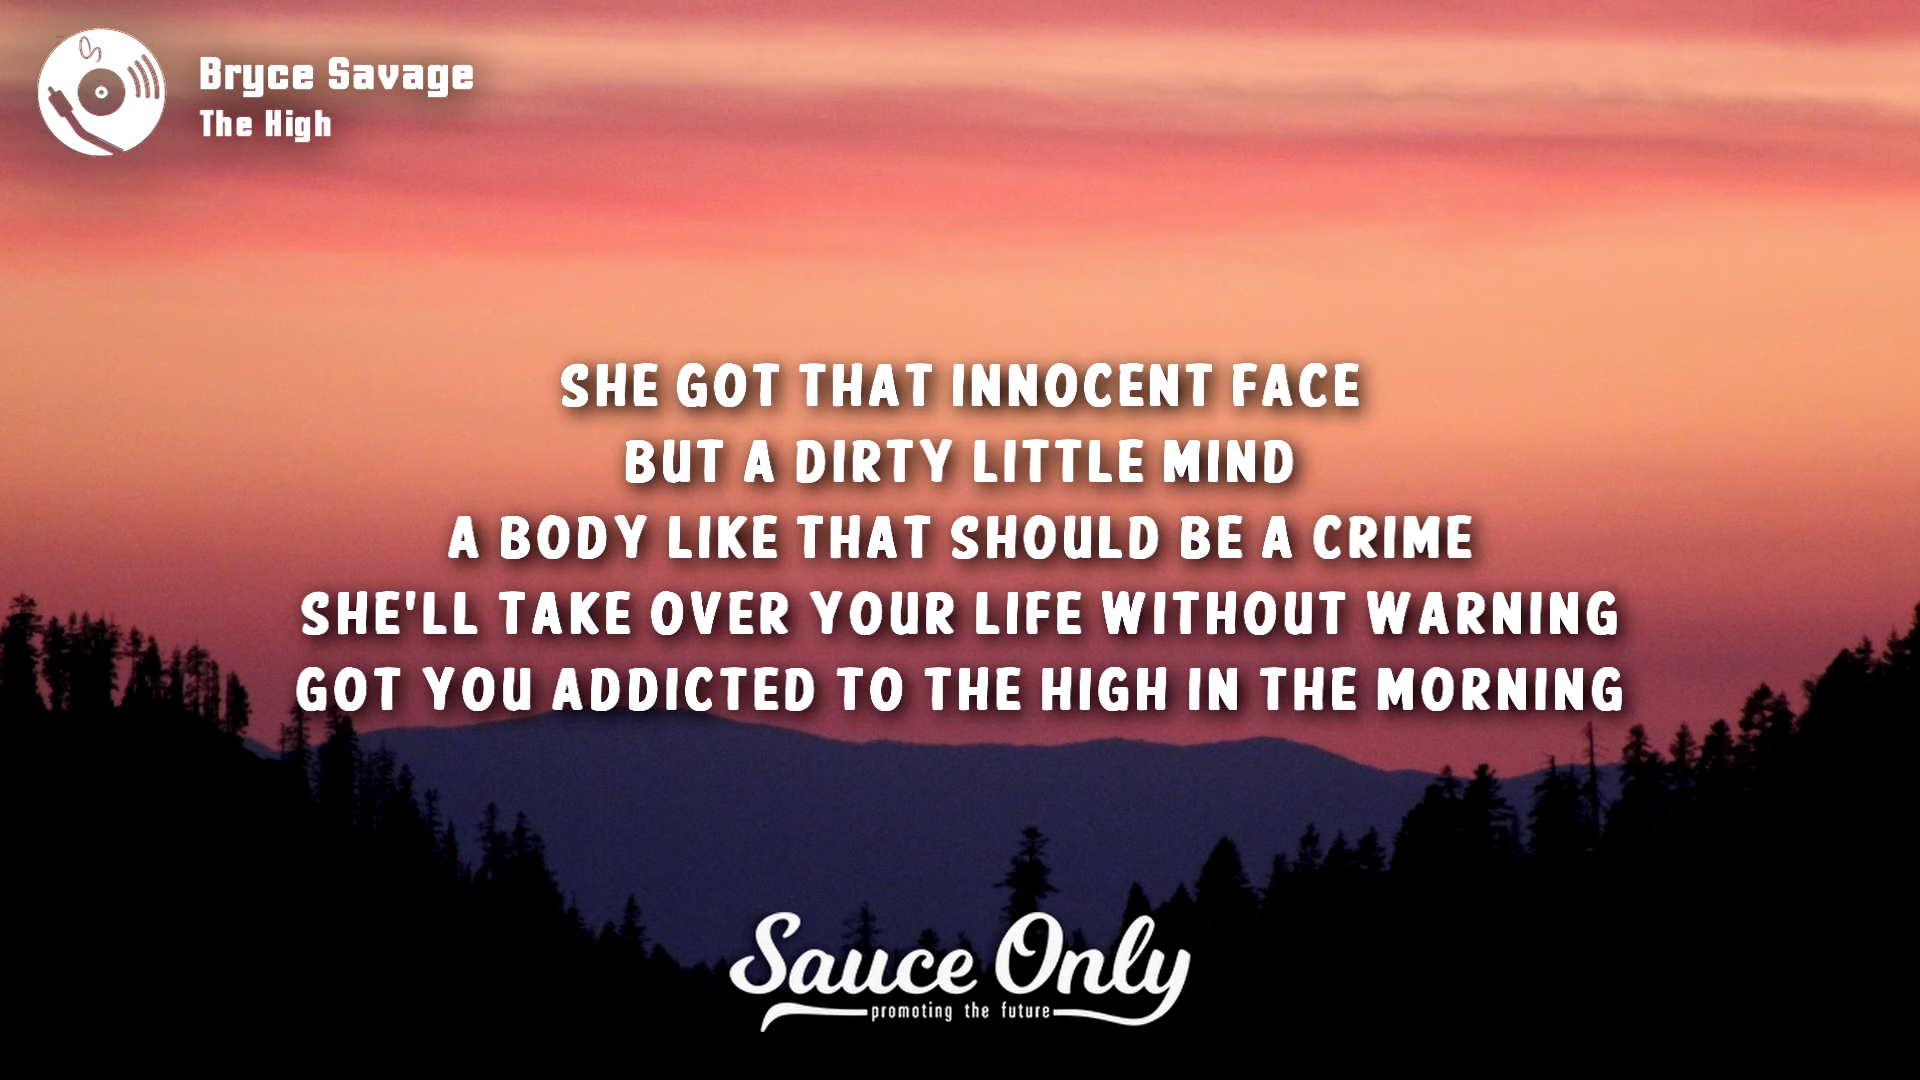 Bryce Savage
The High
SHE GOT THAT INNOCENT FACE
BUT A DIRTY LITTLE MIND
A BODY LIKE THAT SHOULD BE A CRIME
SHE'LL TAKE OVER YOUR LIFE WITHOUT WARNING
GOT YOU ADDICTED TO THE HIGH IN THE MORNING
Sauce Only
promoting the future